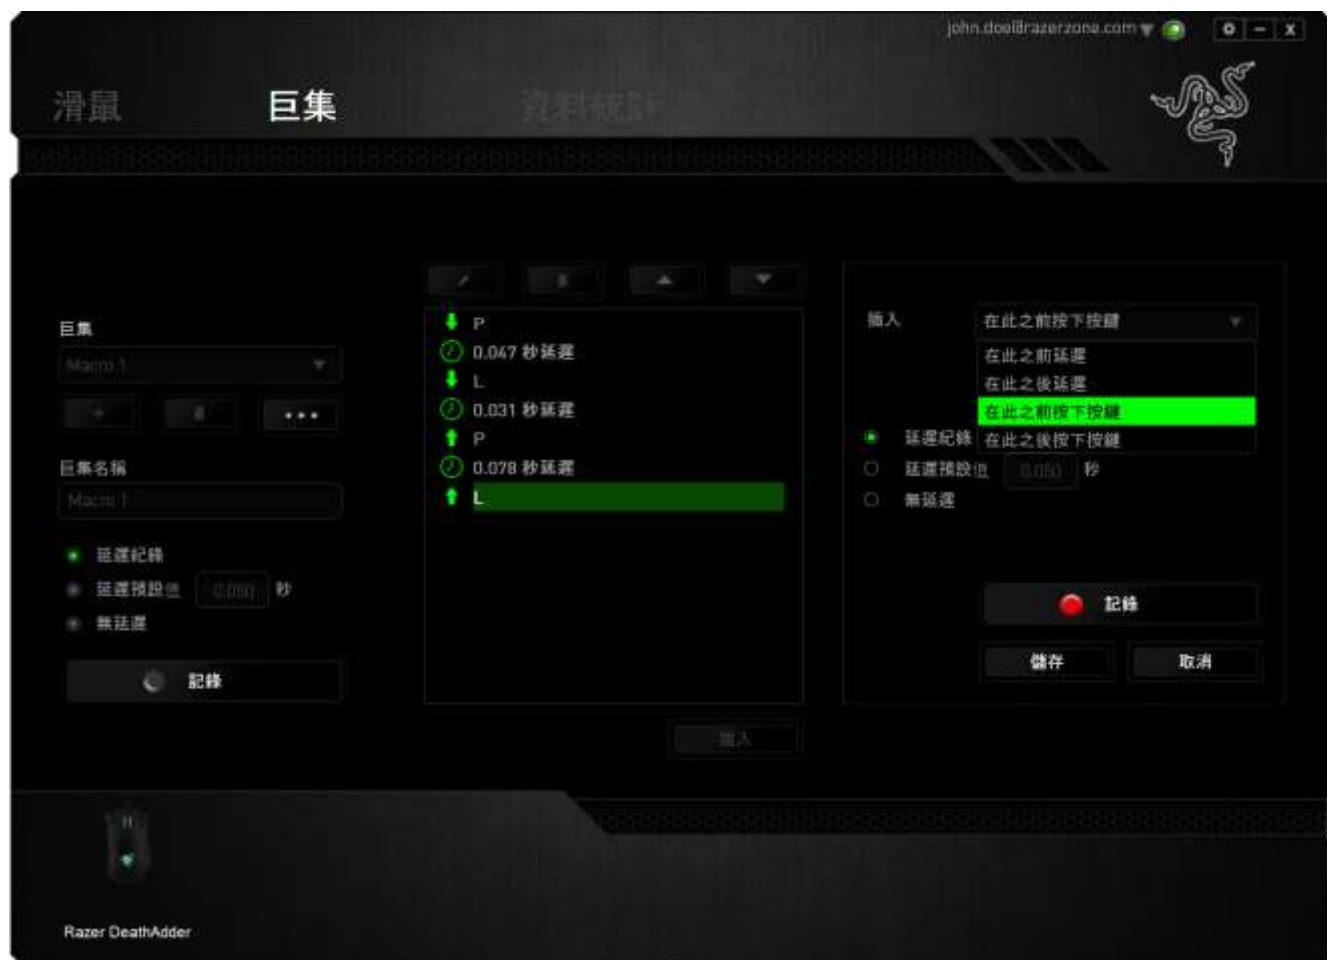 john.doe@razerzone.com
滑鼠 巨集 資料統計
巨集
Macro 1
巨集名稱
Macro 1
延遲紀錄
延遲預設值 0.050 秒
無延遲
記錄
P
0.047 秒延遲
L
0.031 秒延遲
P
0.078 秒延遲
L
插入
插入 在此之前按下按鍵
在此之前延遲
在此之後延遲
在此之前按下按鍵
在此之後按下按鍵
延遲紀錄
延遲預設值 0.050 秒
無延遲
記錄
儲存 取消
Razer DeathAdder